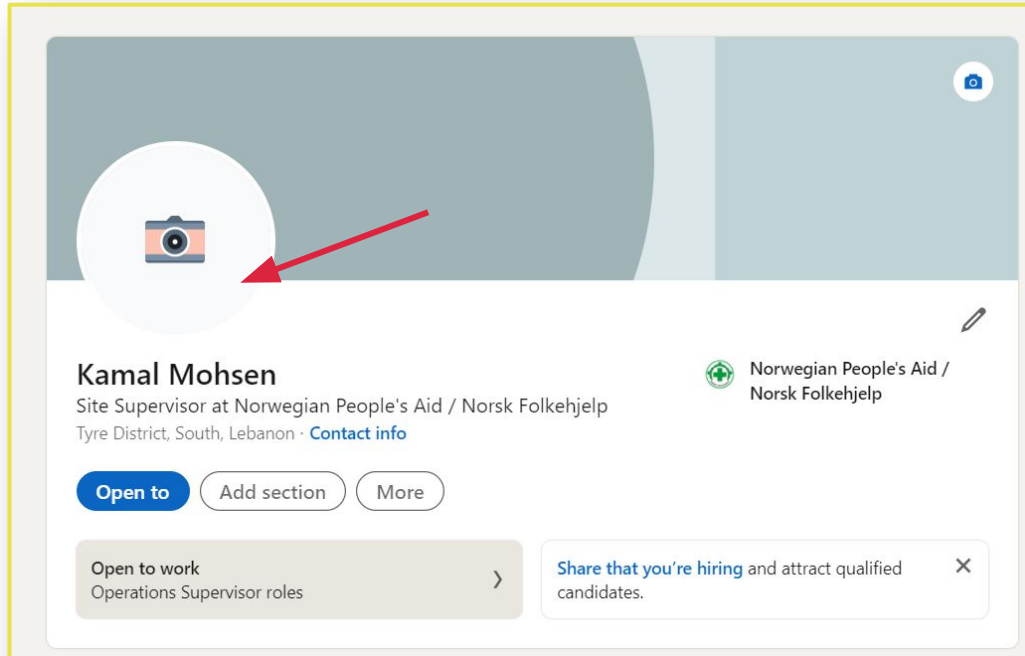 Kamal Mohsen
Site Supervisor at Norwegian People's Aid / Norsk Folkehjelp
Tyre District, South, Lebanon · Contact info
Norwegian People's Aid /
Norsk Folkehjelp
Open to
Add section
More
Open to work
Operations Supervisor roles
Share that you're hiring and attract qualified
candidates.